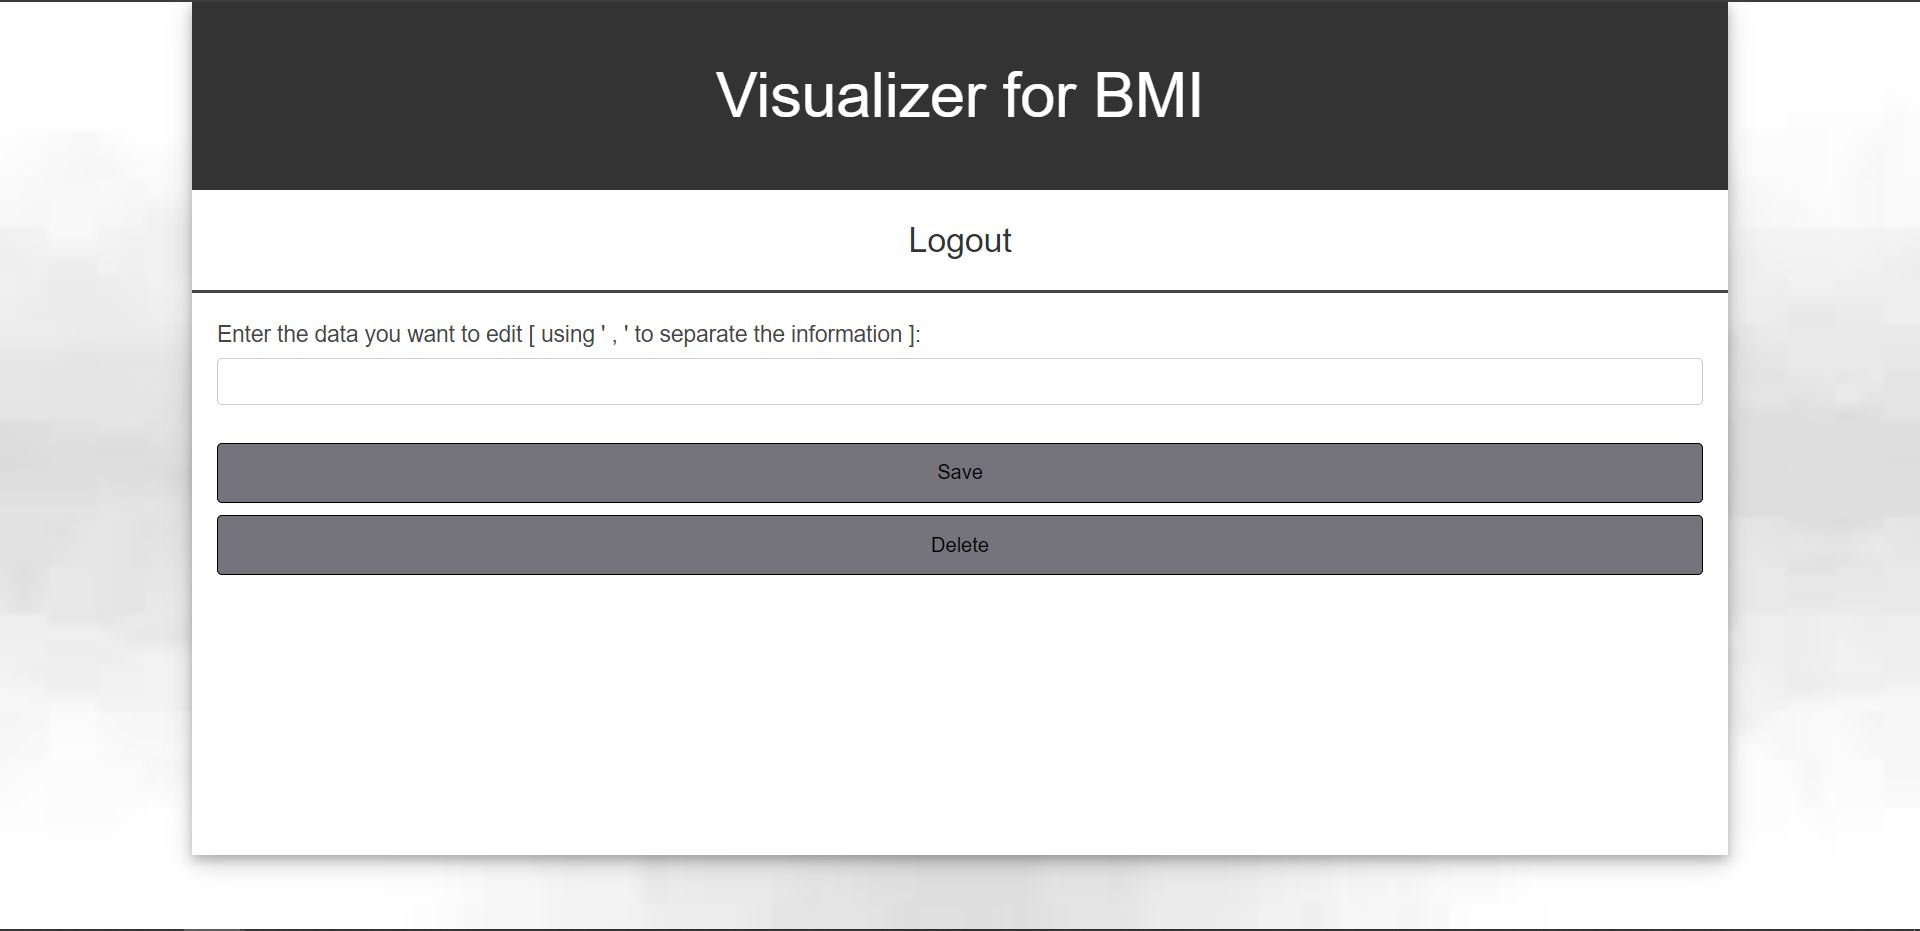 Visualizer for BMI
Logout
Enter the data you want to edit [ using ' , ' to separate the information ]:
Save
Delete